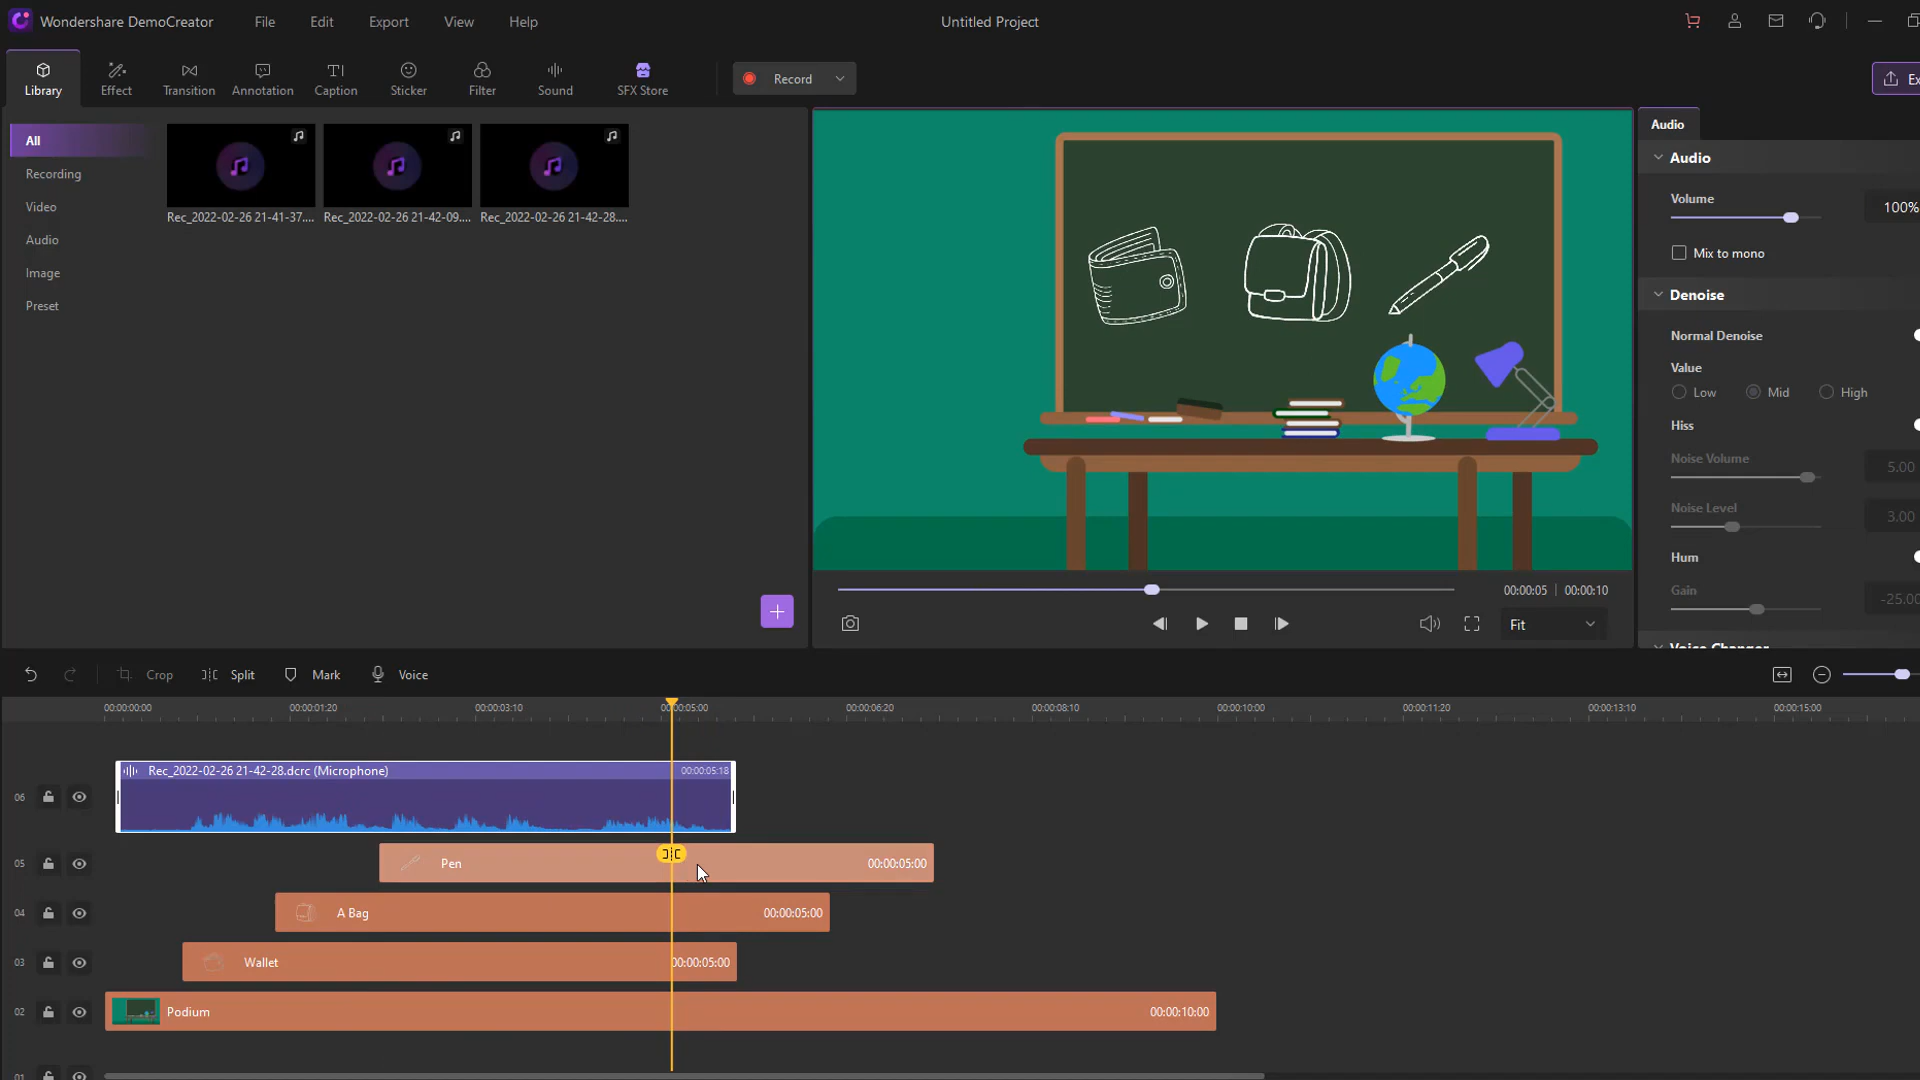 Wondershare DemoCreator File Edit Export View Help Untitled Project
Library Effect Transition Annotation Caption Sticker Filter Sound SFX Store Record
Ex
All
Recording
Video
Audio
Image
Preset
Rec_2022-02-26 21-41-37.... Rec_2022-02-26 21-42-09.... Rec_2022-02-26 21-42-28....
00:00:05 | 00:00:10
Fit
Audio
Audio
Volume 100%
Mix to mono
Denoise
Normal Denoise
Value
Low Mid High
Hiss
Noise Volume 5.00
Noise Level 3.00
Hum
Gain -25.00
Voice Changer
Crop Split Mark Voice
00:00:00:00 00:00:01:20 00:00:03:10 00:00:05:00 00:00:06:20 00:00:08:10 00:00:10:00 00:00:11:20 00:00:13:10 00:00:15:00
06 Rec_2022-02-26 21-42-28.dcrc (Microphone) 00:00:05:18
05 Pen 00:00:05:00
04 A Bag 00:00:05:00
03 Wallet 00:00:05:00
02 Podium 00:00:10:00
01